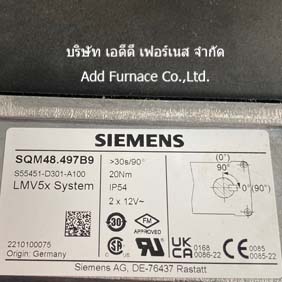 บริษัท เอดีดี เฟอร์เนส จำกัด
Add Furnace Co.,Ltd.
SIEMENS
SQM48.497B9
S55451-D301-A100
LMV5x System
>30s/90°
20Nm
IP54
2 x 12V~
(0°)
90°
0°(90°)
FM
APPROVED
2210100075
Origin: Germany
UK
CA
0168
0086-22
CE
0085
0085-22
Siemens AG, DE-76437 Rastatt